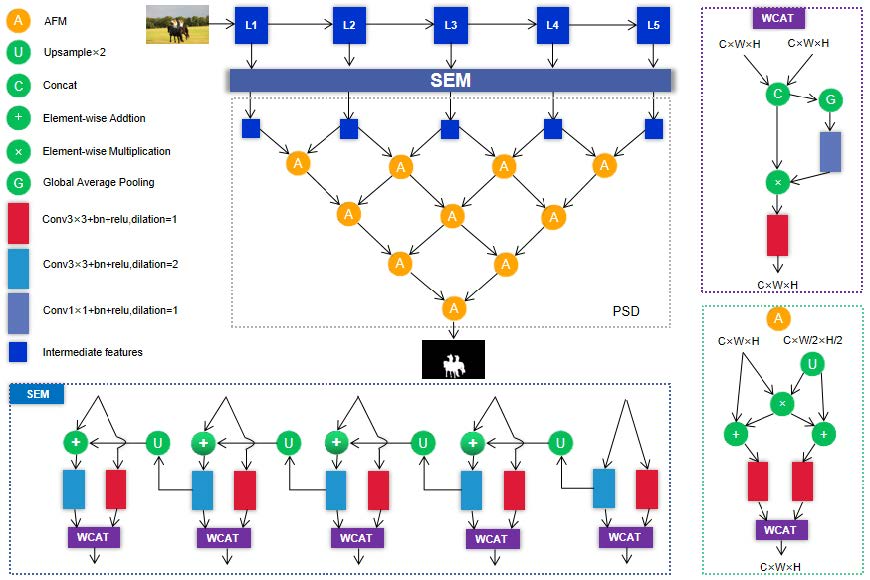 A AFM
U Upsample×2
C Concat
+ Element-wise Addtion
× Element-wise Multiplication
G Global Average Pooling
Conv3×3+bn+relu,dilation=1
Conv3×3+bn+relu,dilation=2
Conv1×1+bn+relu,dilation=1
Intermediate features
L1 L2 L3 L4 L5
SEM
A A A A
A A A
A A
A
PSD
SEM
+ U + U + U + U
WCAT WCAT WCAT WCAT WCAT
WCAT
C×W×H C×W×H
C G
×
C×W×H
A
C×W×H C×W/2×H/2
U
×
+ +
WCAT
C×W×H